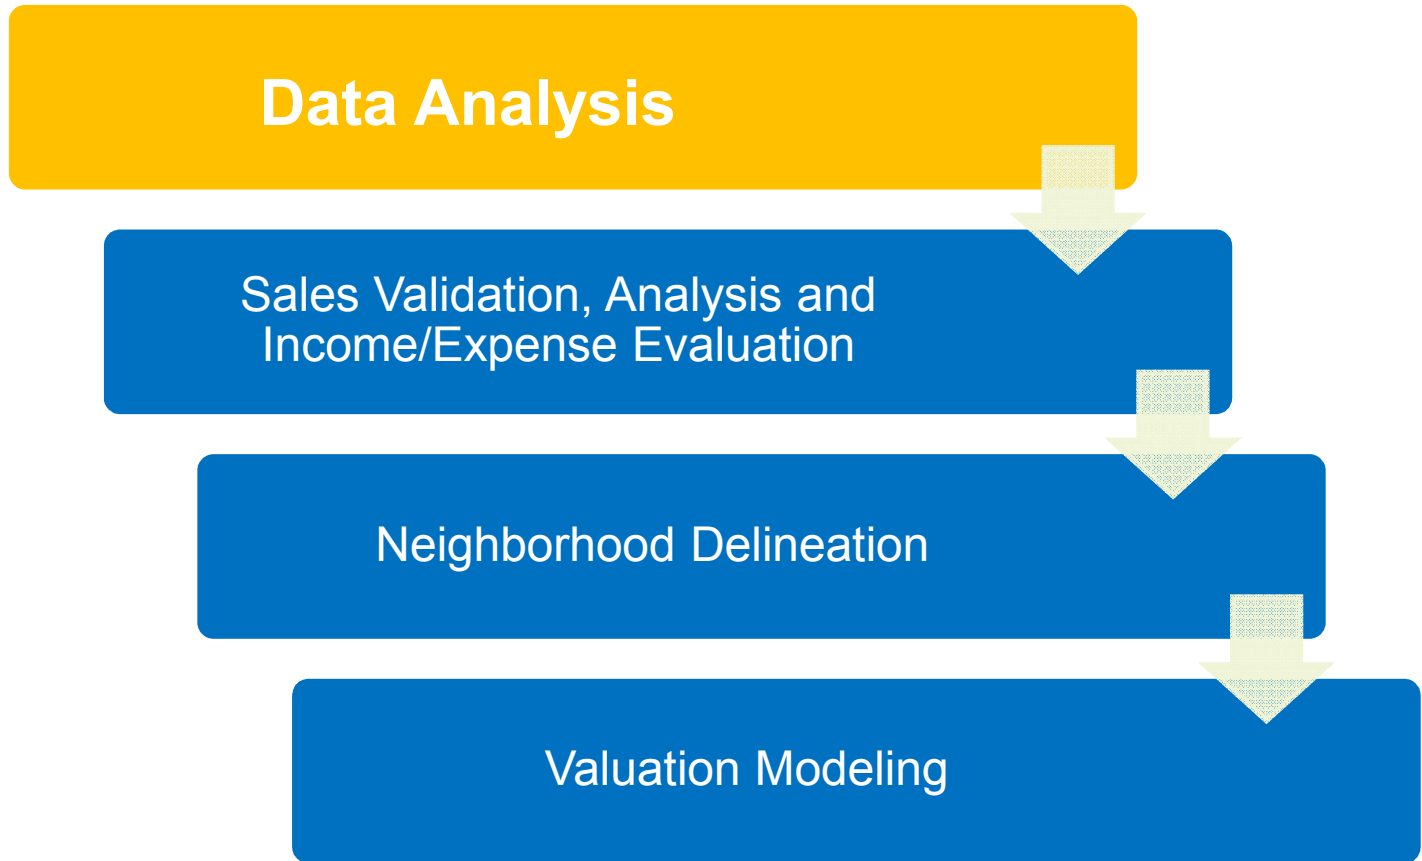 Data Analysis
Sales Validation, Analysis and
Income/Expense Evaluation
Neighborhood Delineation
Valuation Modeling